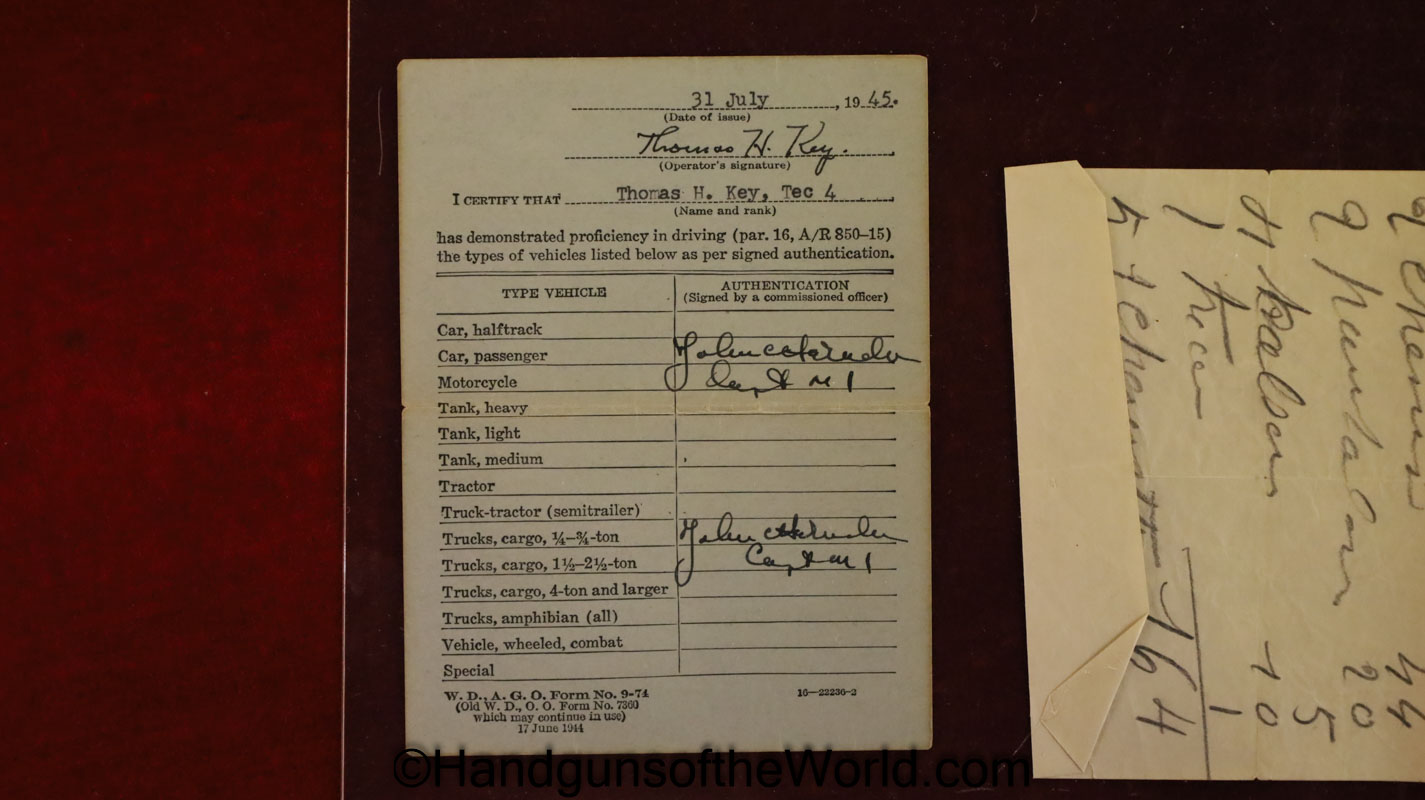 31 July, 19 45.
(Date of issue)
Thomas H. Key.
(Operator's signature)
I CERTIFY THAT Thomas H. Key, Tec 4
(Name and rank)
has demonstrated proficiency in driving (par. 16, A/R 850–15)
the types of vehicles listed below as per signed authentication.
TYPE VEHICLE
AUTHENTICATION
(Signed by a commissioned officer)
Car, halftrack
Car, passenger
Motorcycle
Tank, heavy
Tank, light
Tank, medium
Tractor
Truck-tractor (semitrailer)
Trucks, cargo, ¼–¾-ton John
Trucks, cargo, 1½–2½-ton
Trucks, cargo, 4-ton and larger
Trucks, amphibian (all)
Vehicle, wheeled, combat
Special
W. D., A. G. O. Form No. 9-74
(Old W. D., O. O. Form No. 7360
which may continue in use)
17 June 1944
16—22236-2
44
20
5
10
1
164
©HandgunsoftheWorld.com